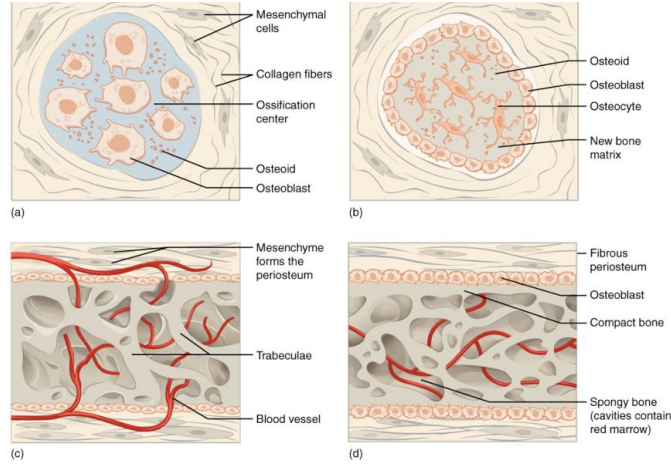 Mesenchymal
cells
Collagen fibers
Ossification
center
Osteoid
Osteoblast
(a)
Osteoid
Osteoblast
Osteocyte
New bone
matrix
(b)
Mesenchyme
forms the
periosteum
Trabeculae
Blood vessel
(c)
Fibrous
periosteum
Osteoblast
Compact bone
Spongy bone
(cavities contain
red marrow)
(d)